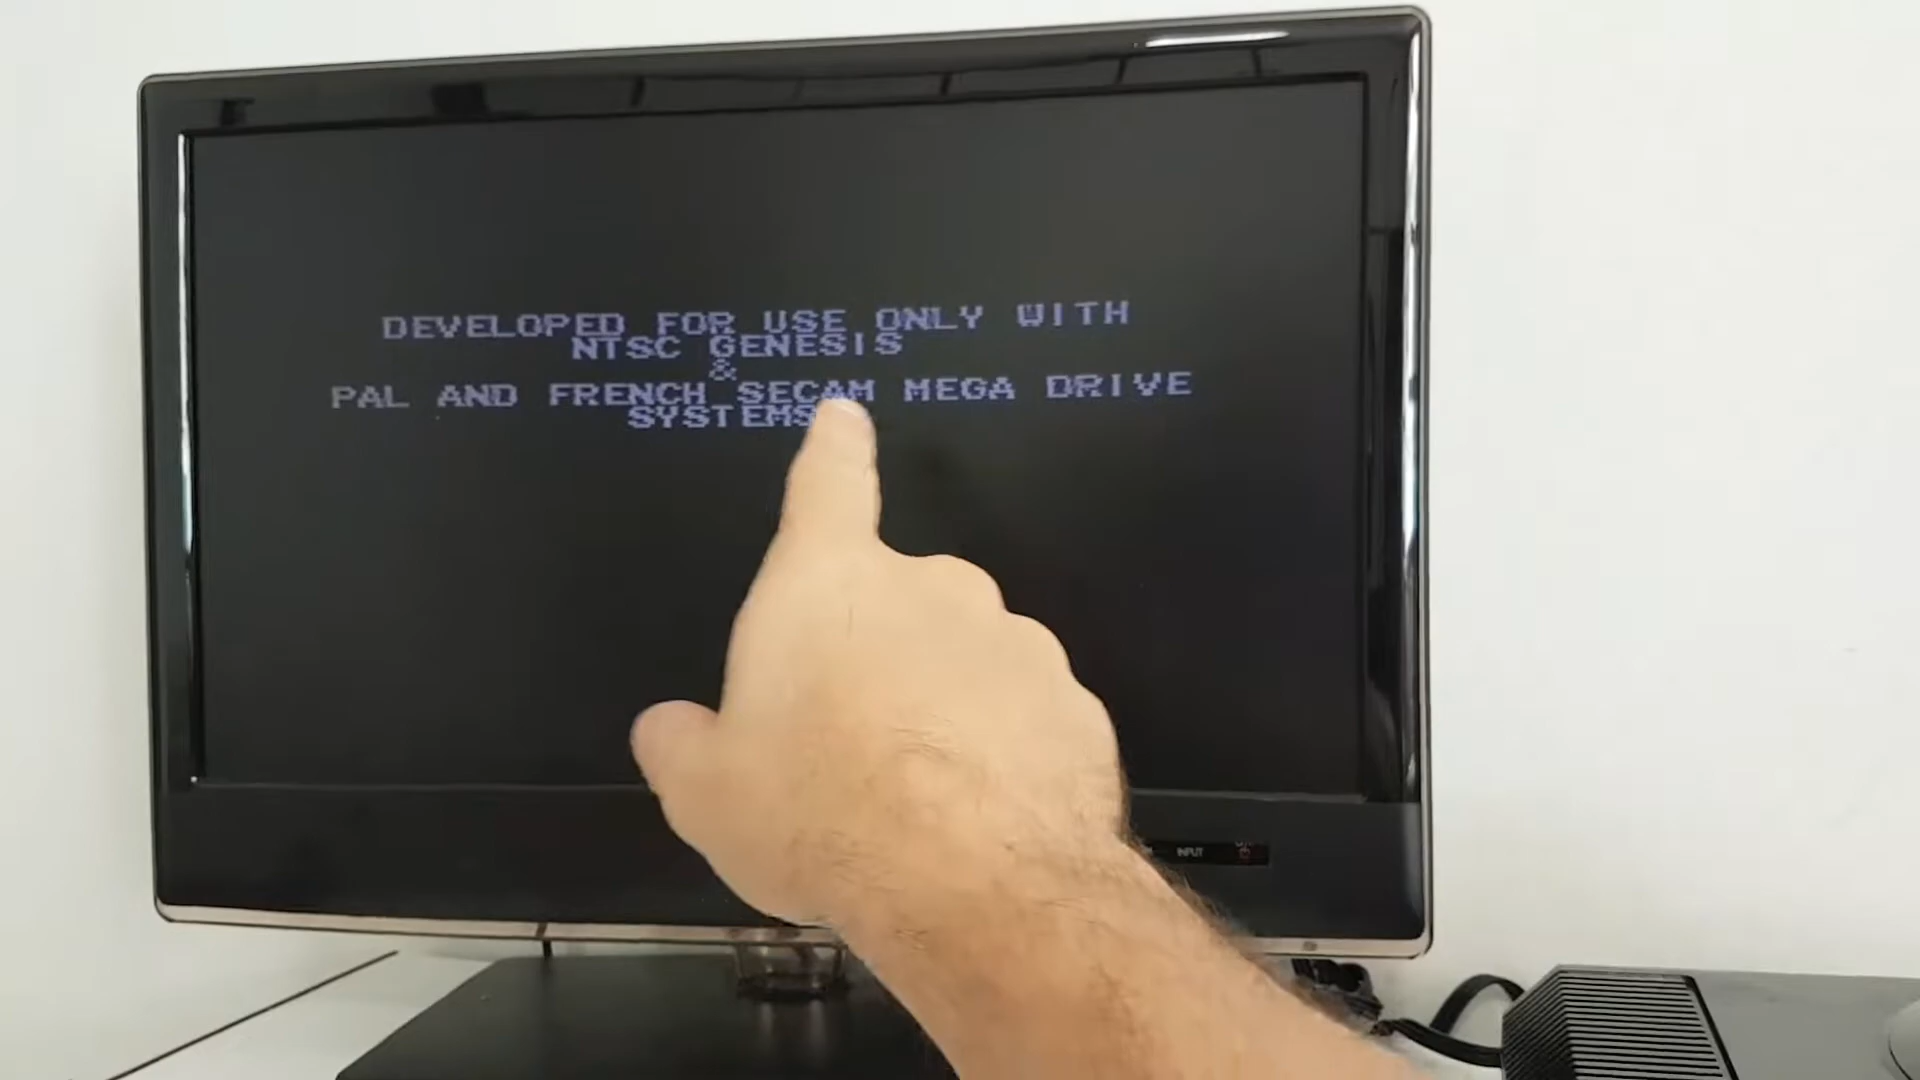 DEVELOPED FOR USE ONLY WITH
NTSC GENESIS
&
PAL AND FRENCH SECAM MEGA DRIVE
SYSTEMS
INPUT